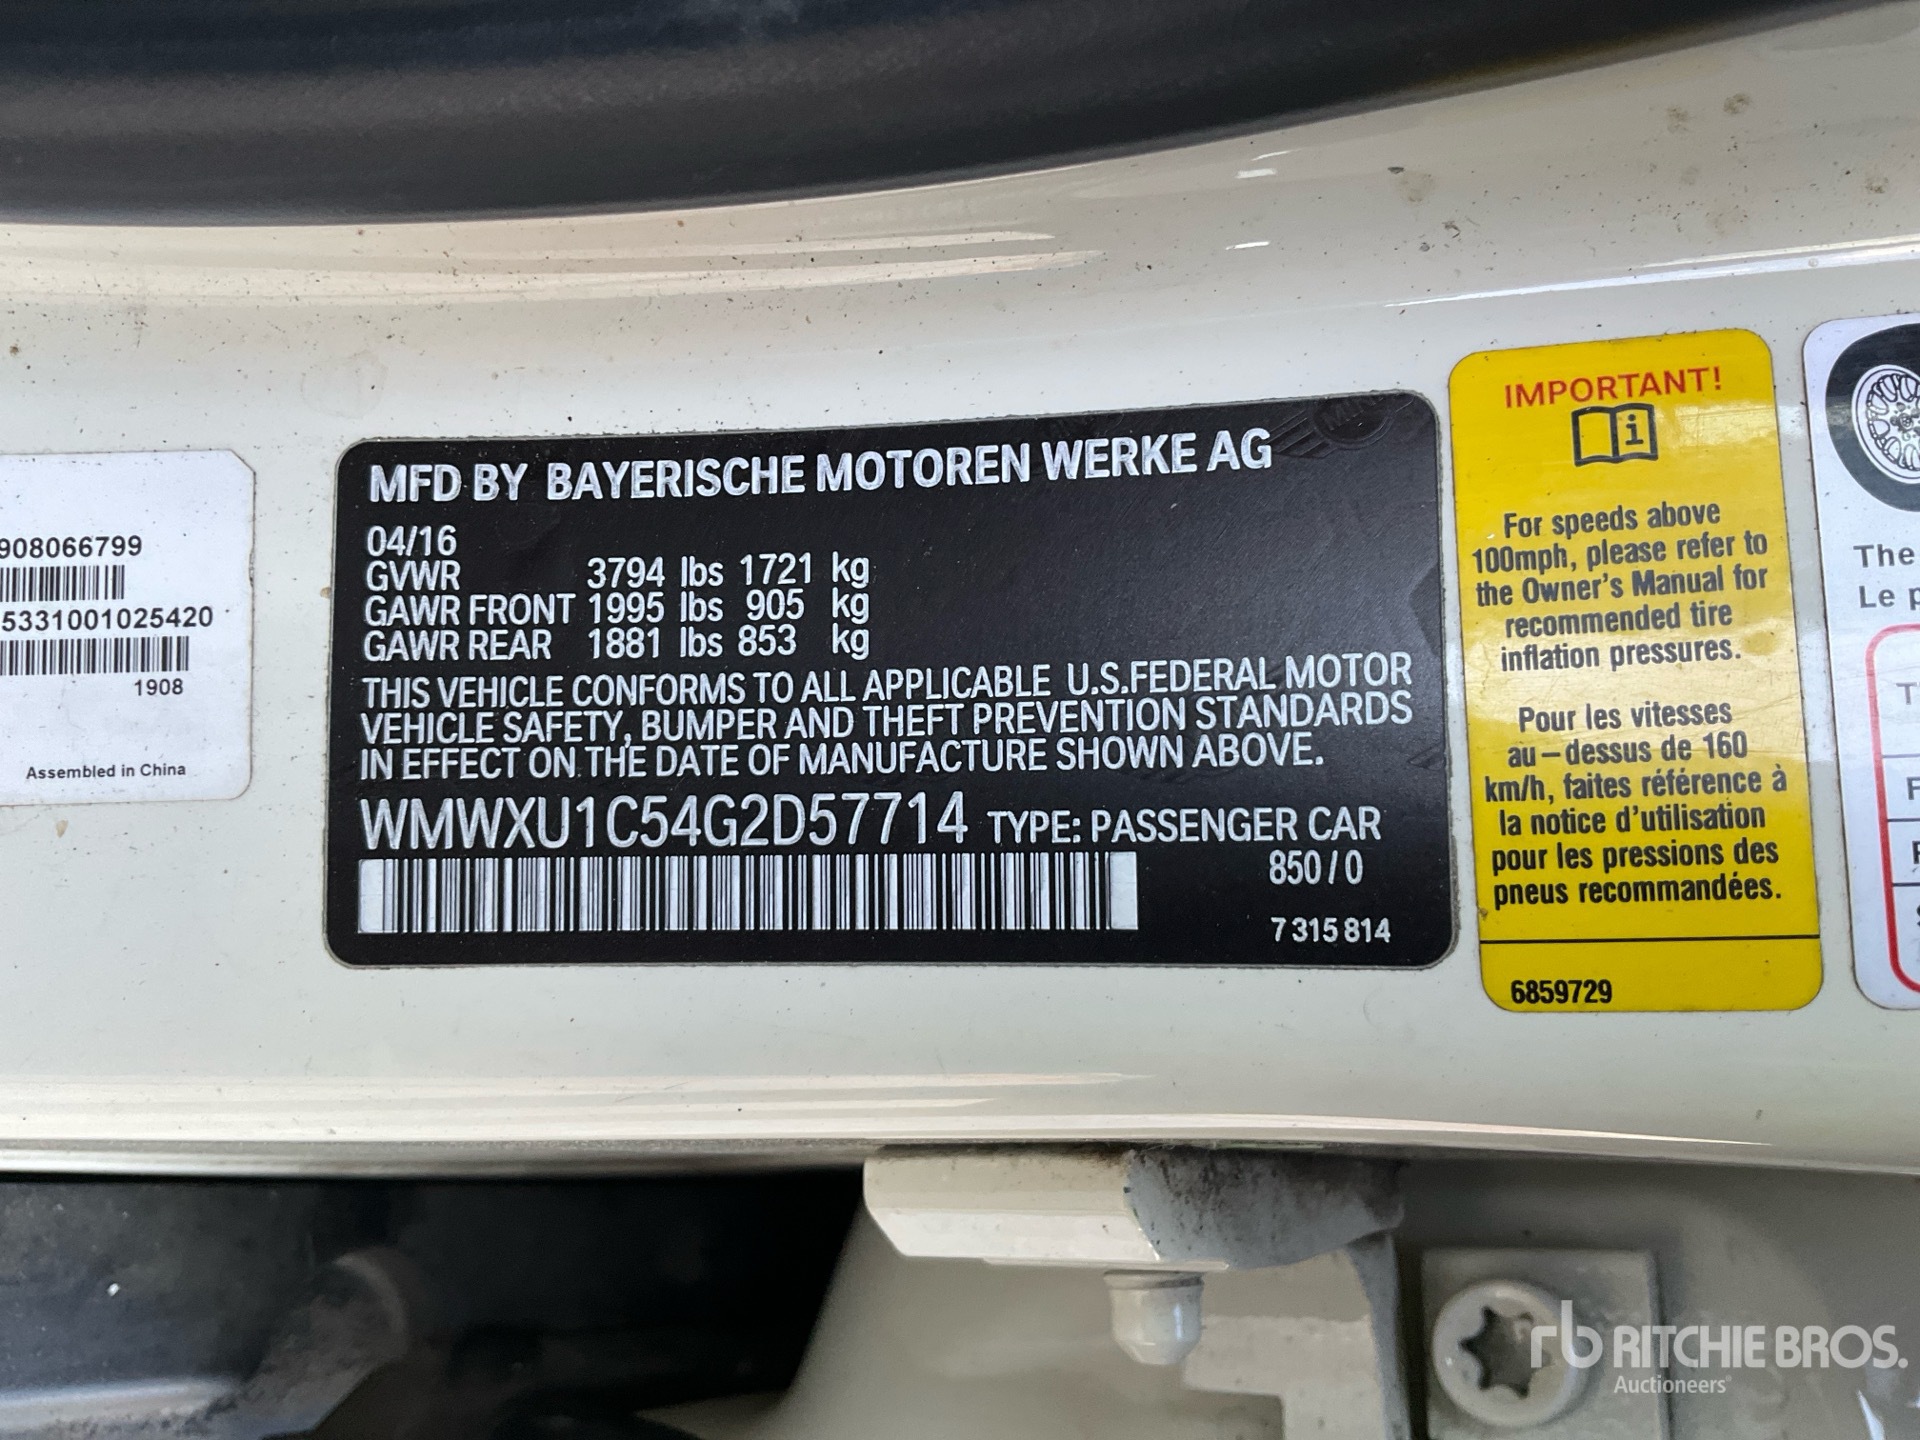 908066799
5331001025420
1908
Assembled in China
MFD BY BAYERISCHE MOTOREN WERKE AG
MINI
04/16
GVWR 3794 lbs 1721 kg
GAWR FRONT 1995 lbs 905 kg
GAWR REAR 1881 lbs 853 kg
THIS VEHICLE CONFORMS TO ALL APPLICABLE U.S.FEDERAL MOTOR
VEHICLE SAFETY, BUMPER AND THEFT PREVENTION STANDARDS
IN EFFECT ON THE DATE OF MANUFACTURE SHOWN ABOVE.
WMWXU1C54G2D57714 TYPE: PASSENGER CAR
850/0
7 315 814
IMPORTANT!
i
For speeds above
100mph, please refer to
the Owner's Manual for
recommended tire
inflation pressures.
Pour les vitesses
au-dessus de 160
km/h, faites référence à
la notice d'utilisation
pour les pressions des
pneus recommandées.
6859729
The
Le
rb RITCHIE BROS.
Auctioneers